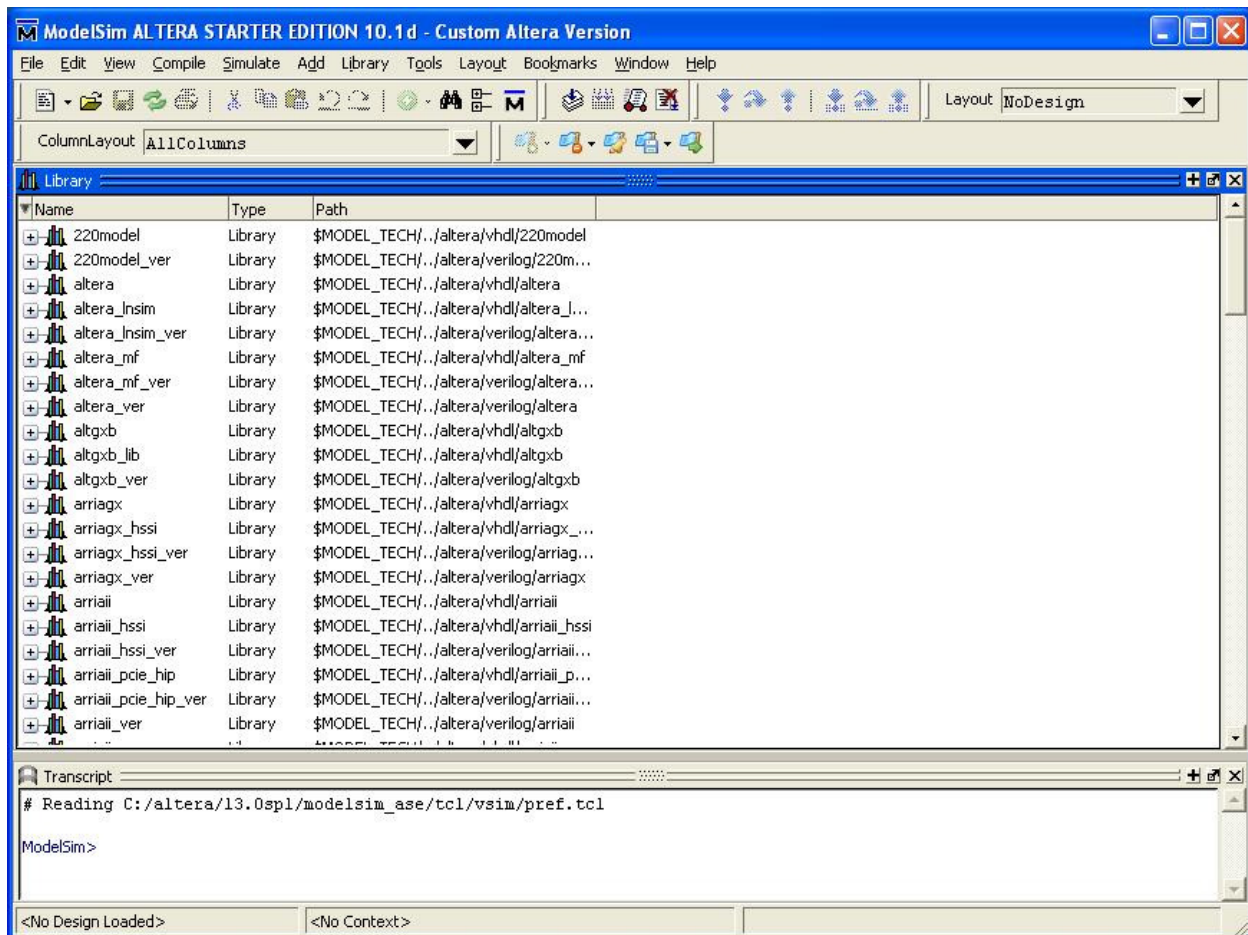 ModelSim ALTERA STARTER EDITION 10.1d - Custom Altera Version
File Edit View Compile Simulate Add Library Tools Layout Bookmarks Window Help
Layout NoDesign
ColumnLayout AllColumns
Library
Name Type Path
220model Library $MODEL_TECH/../altera/vhdl/220model
220model_ver Library $MODEL_TECH/../altera/verilog/220m...
altera Library $MODEL_TECH/../altera/vhdl/altera
altera_lnsim Library $MODEL_TECH/../altera/vhdl/altera_l...
altera_lnsim_ver Library $MODEL_TECH/../altera/verilog/altera...
altera_mf Library $MODEL_TECH/../altera/vhdl/altera_mf
altera_mf_ver Library $MODEL_TECH/../altera/verilog/altera...
altera_ver Library $MODEL_TECH/../altera/verilog/altera
altgxb Library $MODEL_TECH/../altera/vhdl/altgxb
altgxb_lib Library $MODEL_TECH/../altera/vhdl/altgxb
altgxb_ver Library $MODEL_TECH/../altera/verilog/altgxb
arriagx Library $MODEL_TECH/../altera/vhdl/arriagx
arriagx_hssi Library $MODEL_TECH/../altera/vhdl/arriagx_...
arriagx_hssi_ver Library $MODEL_TECH/../altera/verilog/arriag...
arriagx_ver Library $MODEL_TECH/../altera/verilog/arriagx
arriaii Library $MODEL_TECH/../altera/vhdl/arriaii
arriaii_hssi Library $MODEL_TECH/../altera/vhdl/arriaii_hssi
arriaii_hssi_ver Library $MODEL_TECH/../altera/verilog/arriaii...
arriaii_pcie_hip Library $MODEL_TECH/../altera/vhdl/arriaii_p...
arriaii_pcie_hip_ver Library $MODEL_TECH/../altera/verilog/arriaii...
arriaii_ver Library $MODEL_TECH/../altera/verilog/arriaii
Transcript
# Reading C:/altera/13.0sp1/modelsim_ase/tcl/vsim/pref.tcl
ModelSim>
<No Design Loaded> <No Context>